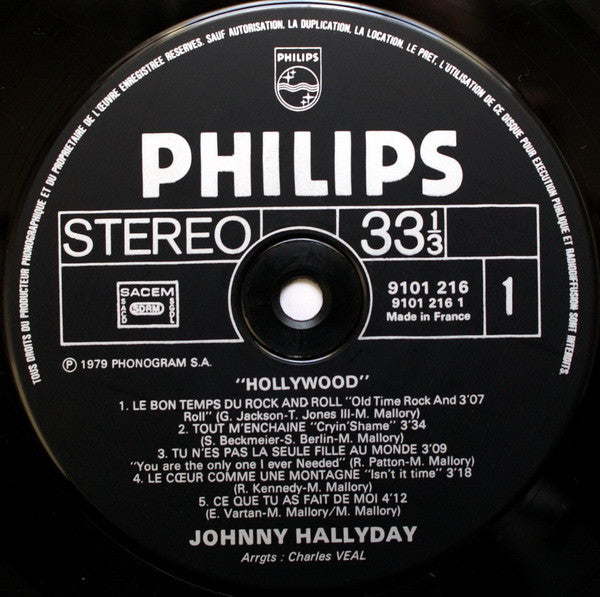 TOUS DROITS DU PRODUCTEUR PHONOGRAPHIQUE ET DU PROPRIETAIRE DE L'ŒUVRE ENREGISTREE RESERVES. SAUF AUTORISATION. LA DUPLICATION. LA LOCATION. LE PRET. L'UTILISATION DE CE DISQUE POUR EXECUTION PUBLIQUE ET RADIODIFFUSION SONT INTERDITES.
PHILIPS
PHILIPS
STEREO 33 1/3
SACEM
SACD SDRM SGDL
9101 216
9101 216 1
Made in France
1
℗ 1979 PHONOGRAM S.A.
"HOLLYWOOD"
1. LE BON TEMPS DU ROCK AND ROLL "Old Time Rock And 3'07
Roll" (G. Jackson-T. Jones III-M. Mallory)
2. TOUT M'ENCHAINE "Cryin'Shame" 3'34
(S. Beckmeier-S. Berlin-M. Mallory)
3. TU N'ES PAS LA SEULE FILLE AU MONDE 3'09
"You are the only one I ever Needed" (R. Patton-M. Mallory)
4. LE CŒUR COMME UNE MONTAGNE "Isn't it time" 3'18
(R. Kennedy-M. Mallory)
5. CE QUE TU AS FAIT DE MOI 4'12
(E. Vartan-M. Mallory/M. Mallory)
JOHNNY HALLYDAY
Arrgts : Charles VEAL